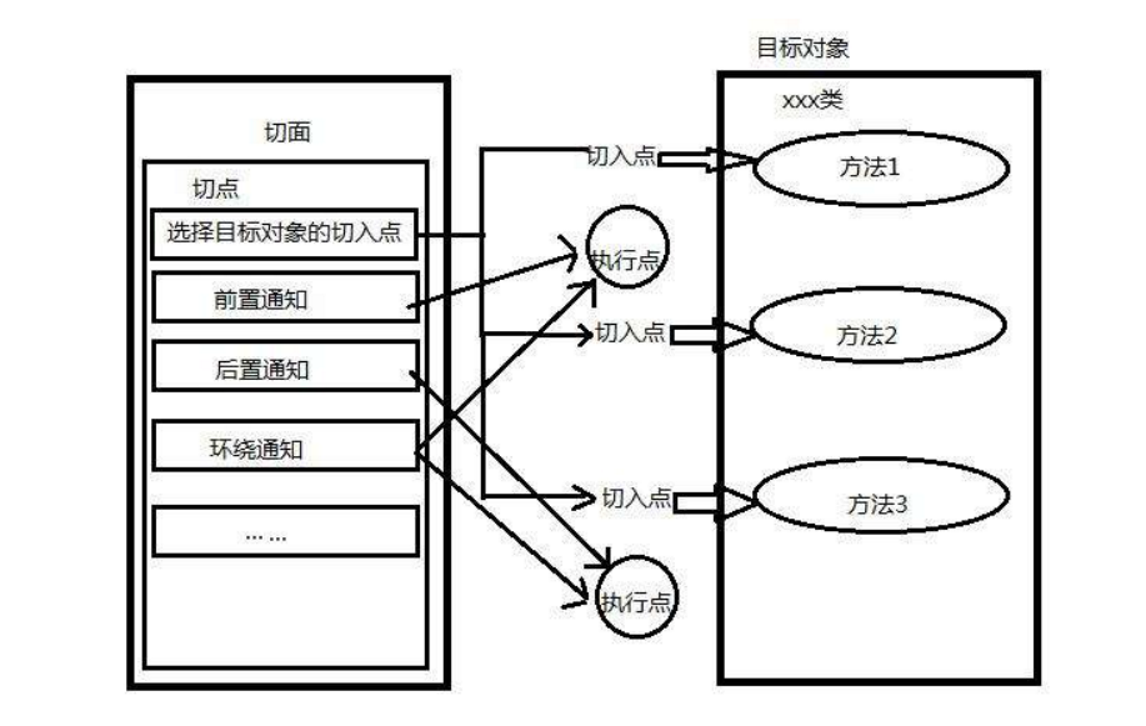 目标对象
xxx类
切面
切入点
方法1
切点
选择目标对象的切入点
执行点
前置通知
切入点
方法2
后置通知
环绕通知
切入点
方法3
... ...
执行点